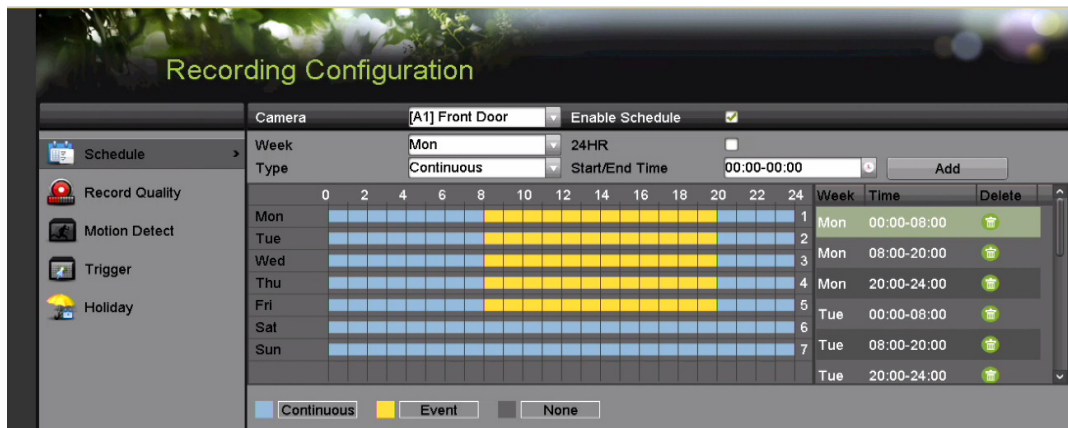 Recording Configuration
Camera [A1] Front Door Enable Schedule
Week Mon 24HR
Type Continuous Start/End Time 00:00-00:00 Add
Schedule >
Record Quality
Motion Detect
Trigger
Holiday
0 2 4 6 8 10 12 14 16 18 20 22 24
Mon 1
Tue 2
Wed 3
Thu 4
Fri 5
Sat 6
Sun 7
Week Time Delete
Mon 00:00-08:00
Mon 08:00-20:00
Mon 20:00-24:00
Tue 00:00-08:00
Tue 08:00-20:00
Tue 20:00-24:00
Continuous Event None